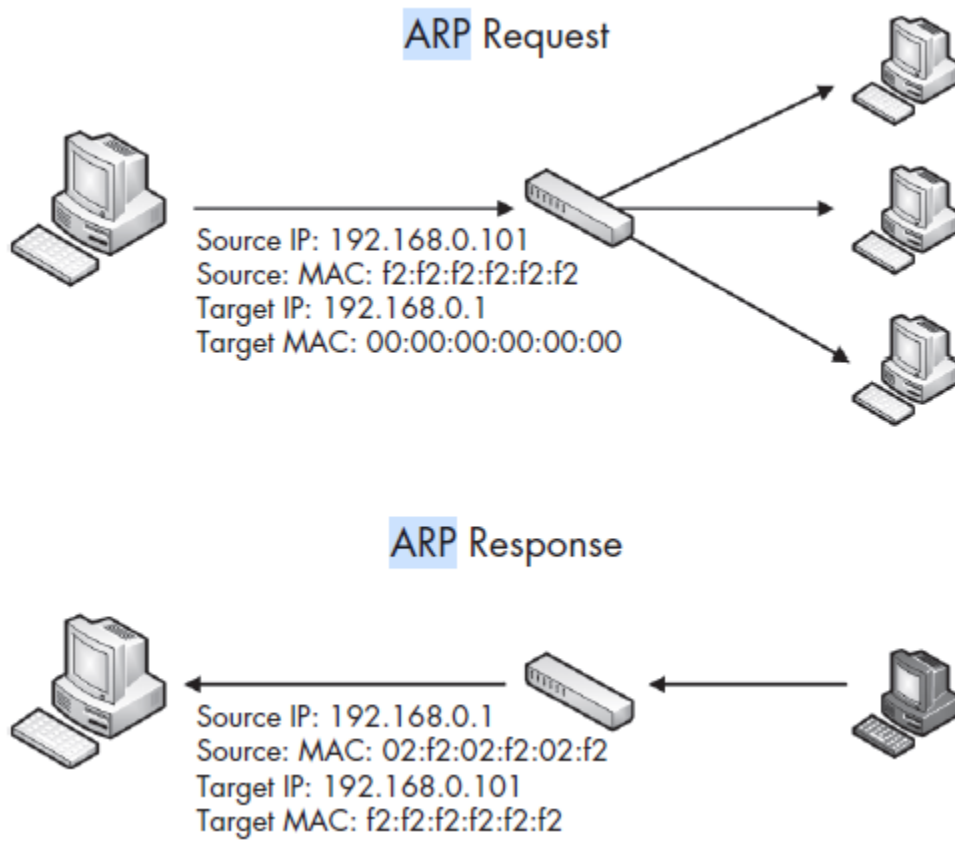 ARP Request
Source IP: 192.168.0.101
Source: MAC: f2:f2:f2:f2:f2:f2
Target IP: 192.168.0.1
Target MAC: 00:00:00:00:00:00
ARP Response
Source IP: 192.168.0.1
Source: MAC: 02:f2:02:f2:02:f2
Target IP: 192.168.0.101
Target MAC: f2:f2:f2:f2:f2:f2